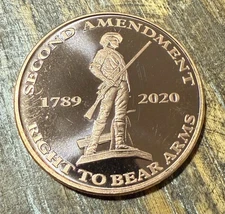 SECOND AMENDMENT
1789 2020
RIGHT TO BEAR ARMS